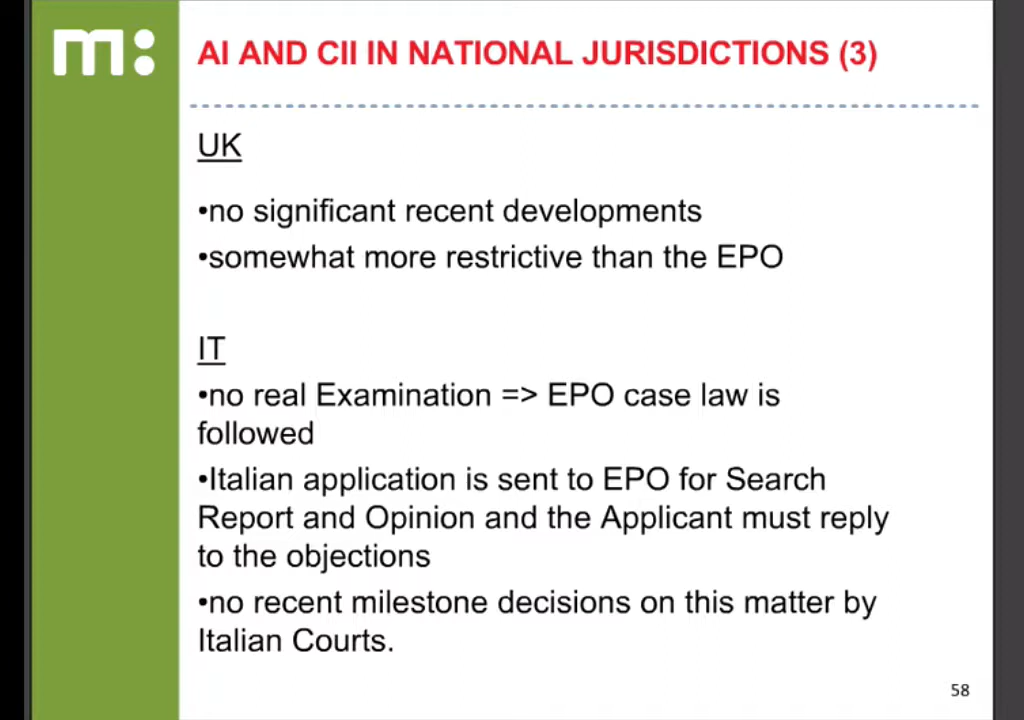 m:
AI AND CII IN NATIONAL JURISDICTIONS (3)
UK
•no significant recent developments
•somewhat more restrictive than the EPO
IT
•no real Examination => EPO case law is
followed
•Italian application is sent to EPO for Search
Report and Opinion and the Applicant must reply
to the objections
•no recent milestone decisions on this matter by
Italian Courts.
58